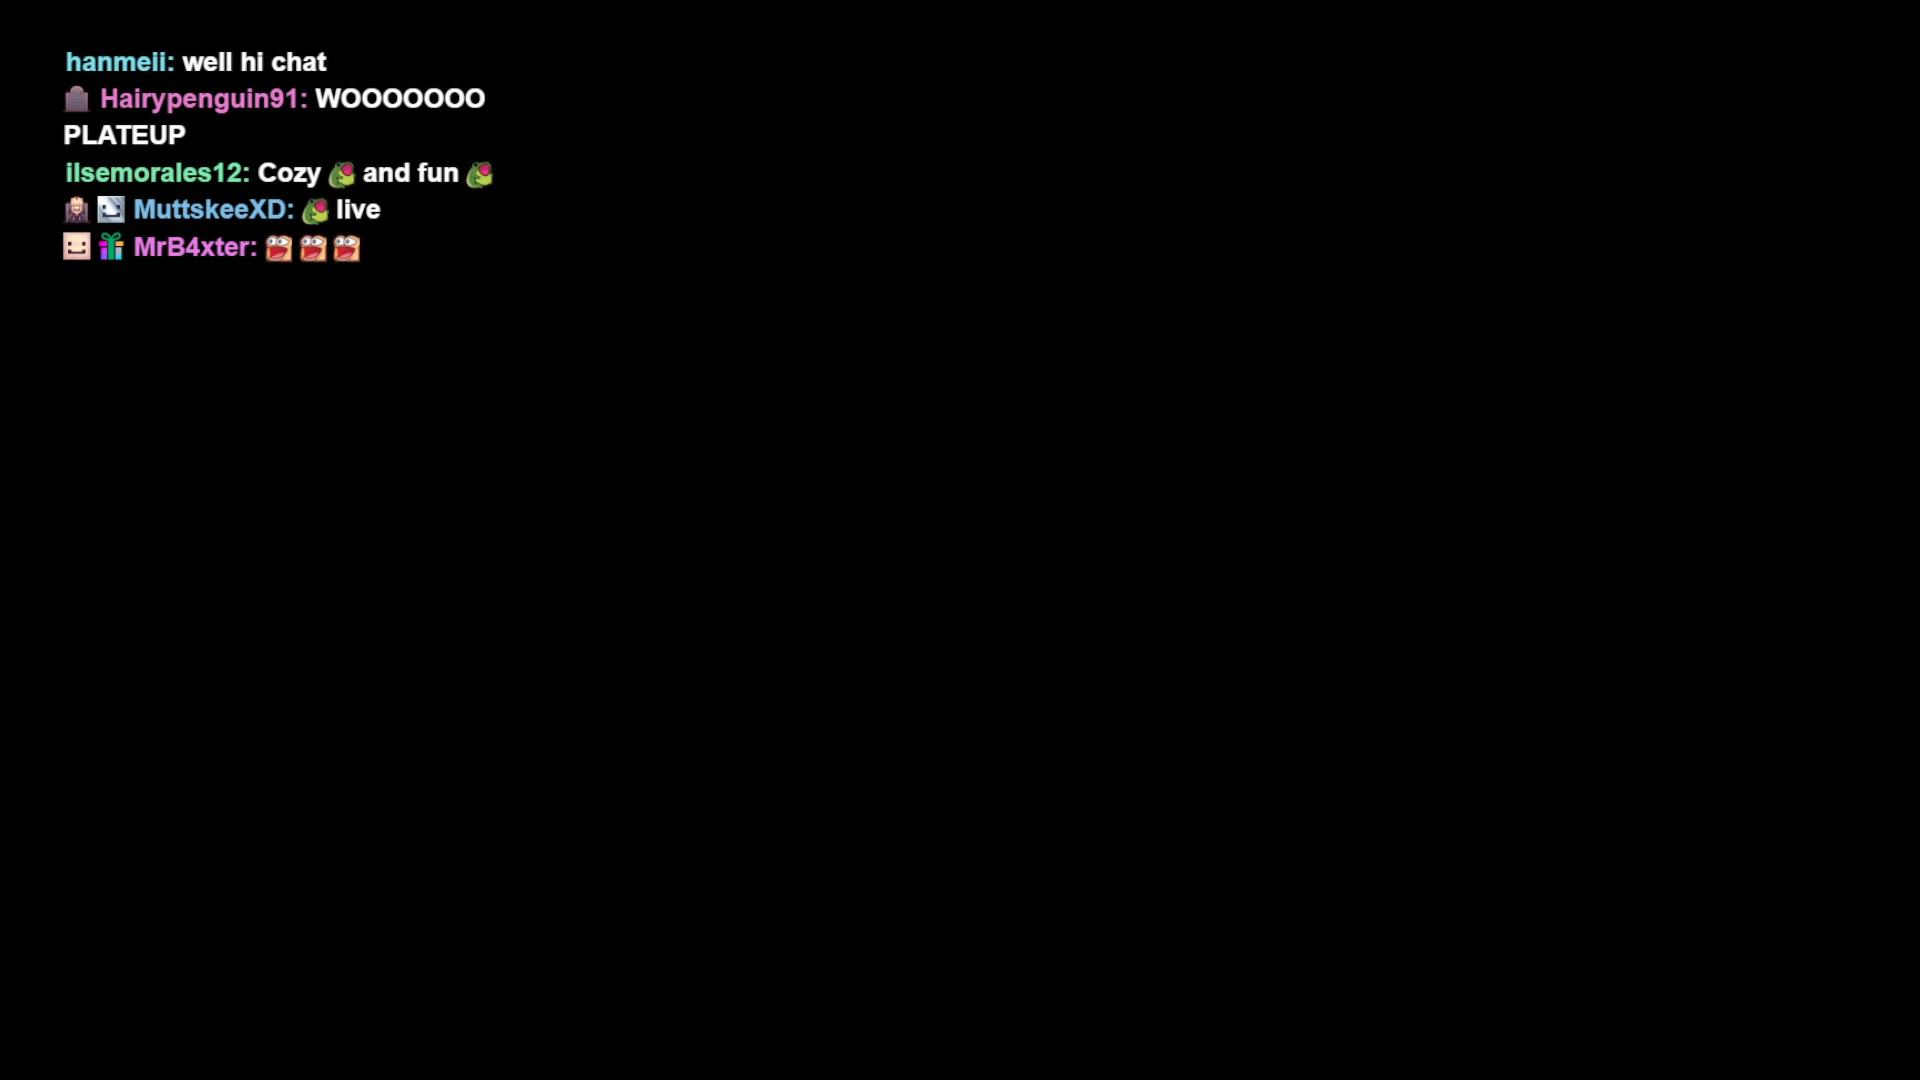 hanmeii: well hi chat
Hairypenguin91: WOOOOOOO
PLATEUP
ilsemorales12: Cozy and fun
MuttskeeXD: live
MrB4xter: